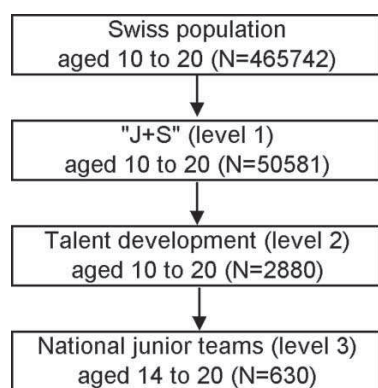 Swiss population
aged 10 to 20 (N=465742)
"J+S" (level 1)
aged 10 to 20 (N=50581)
Talent development (level 2)
aged 10 to 20 (N=2880)
National junior teams (level 3)
aged 14 to 20 (N=630)